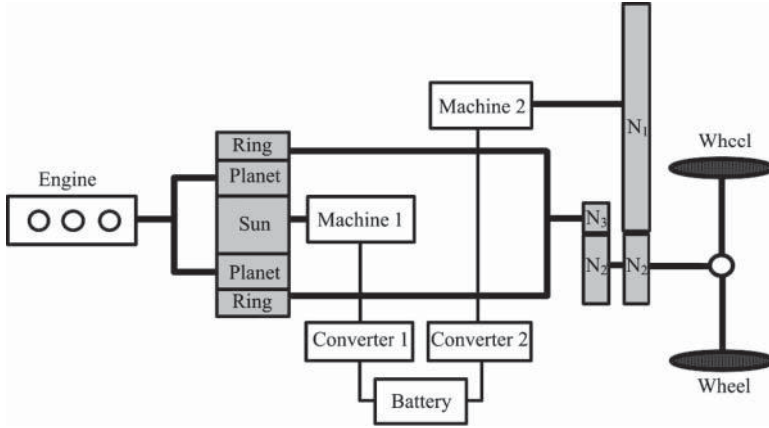 Machine 2
N1
Wheel
Ring
Engine
Planet
Sun
Machine 1
N3
N2
N2
Planet
Ring
Converter 1
Converter 2
Battery
Wheel